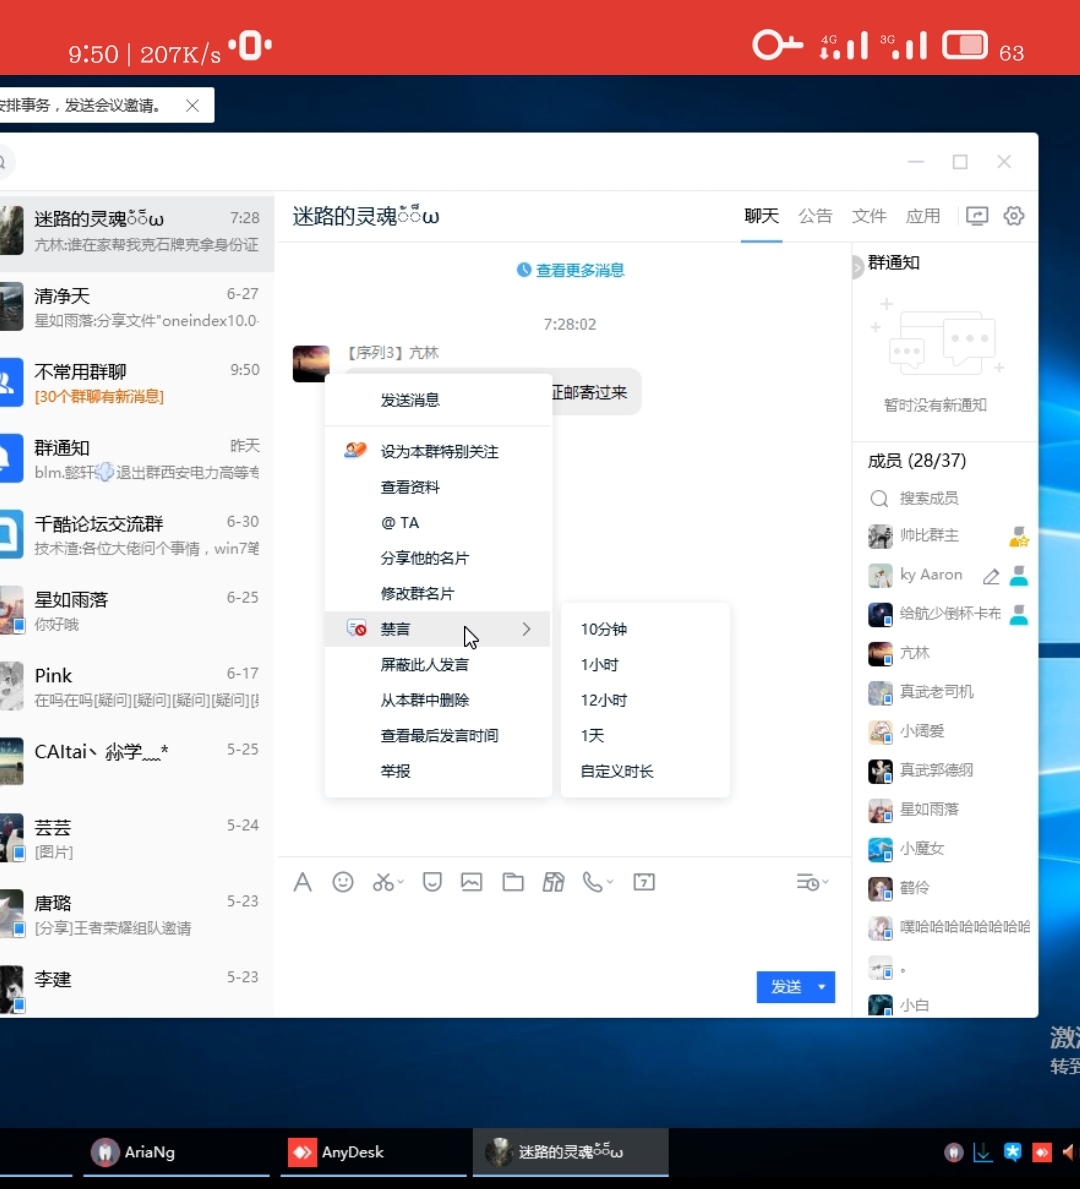 9:50 | 207K/s
4G
3G
63
安排事务，发送会议邀请。
迷路的灵魂ඊ̂ὣω 7:28
亢林:谁在家帮我克石牌克拿身份证
清净天 6-27
星如雨落:分享文件"oneindex10.0-
不常用群聊 9:50
[30个群聊有新消息]
群通知 昨天
blm.懿轩💨退出群西安电力高等专
千酷论坛交流群 6-30
技术渣:各位大佬问个事情，win7笔
星如雨落 6-25
你好哦
Pink 6-17
在吗在吗[疑问][疑问][疑问][疑问][疑
CAItai丶 尛学﹏* 5-25
芸芸 5-24
[图片]
唐璐 5-23
[分享]王者荣耀组队邀请
李建 5-23
迷路的灵魂ω
聊天 公告 文件 应用
查看更多消息
7:28:02
【序列3】亢林
证邮寄过来
发送消息
设为本群特别关注
查看资料
@ TA
分享他的名片
修改群名片
禁言
屏蔽此人发言
从本群中删除
查看最后发言时间
举报
10分钟
1小时
12小时
1天
自定义时长
发送
群通知
暂时没有新通知
成员 (28/37)
搜索成员
帅比群主
ky Aaron
给航少倒杯卡布
亢林
真武老司机
小阔爱
真武郭德纲
星如雨落
小魔女
鹤伶
噗哈哈哈哈哈哈哈哈
。
小白
激
转到
AriaNg
AnyDesk
迷路的灵魂ω